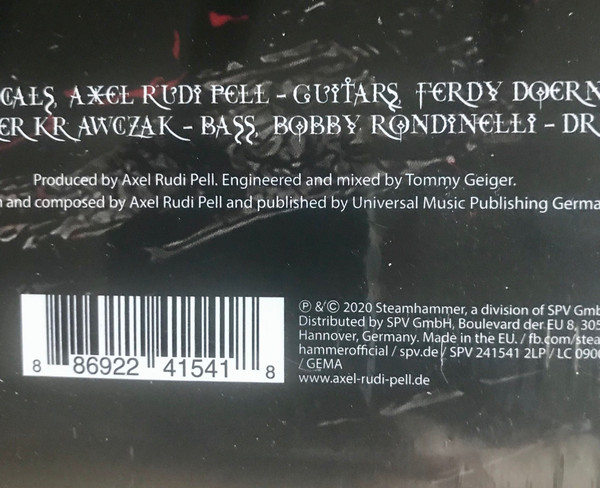 CALS, AXEL RUDI PELL - GUITARS, FERDY DOERN
ER KRAWCZAK - BASS, BOBBY RONDINELLI - DR
Produced by Axel Rudi Pell. Engineered and mixed by Tommy Geiger.
n and composed by Axel Rudi Pell and published by Universal Music Publishing Germa
℗ & © 2020 Steamhammer, a division of SPV Gmb
Distributed by SPV GmbH, Boulevard der EU 8, 305
Hannover, Germany. Made in the EU. / fb.com/stea
hammerofficial / spv.de / SPV 241541 2LP / LC 090
/ GEMA
www.axel-rudi-pell.de
8 86922 41541 8